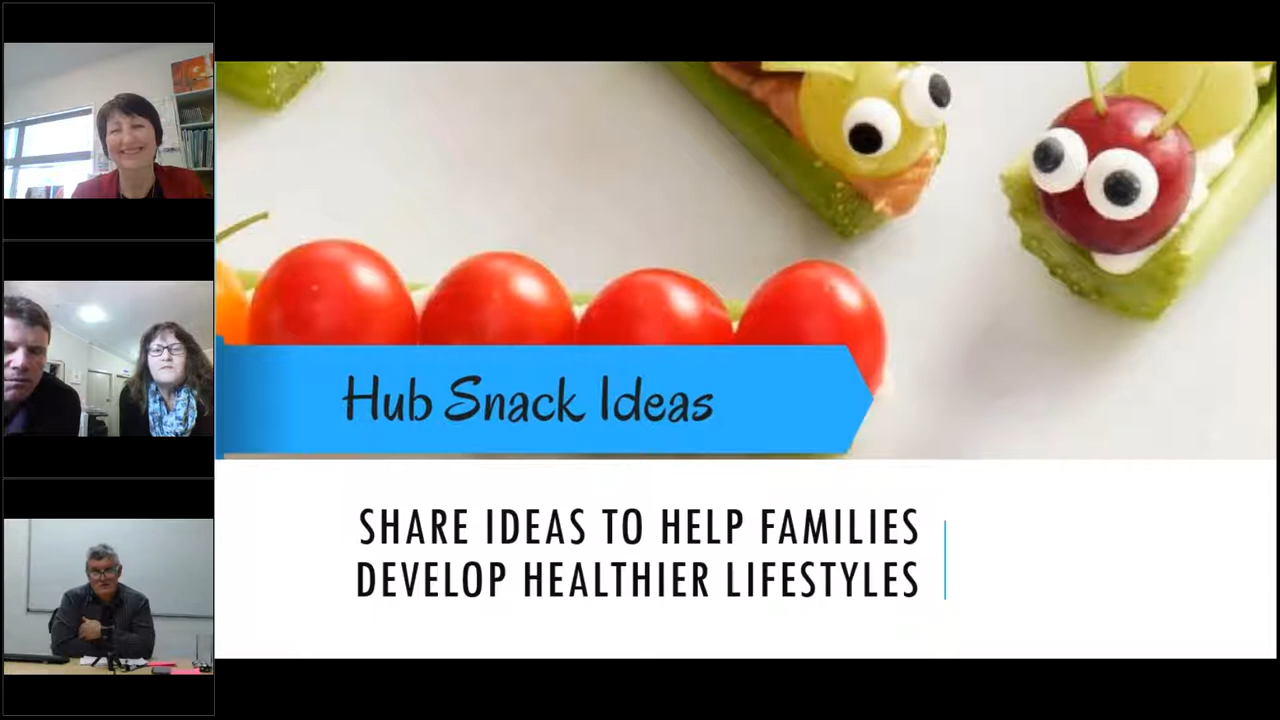 Hub Snack Ideas
SHARE IDEAS TO HELP FAMILIES
DEVELOP HEALTHIER LIFESTYLES